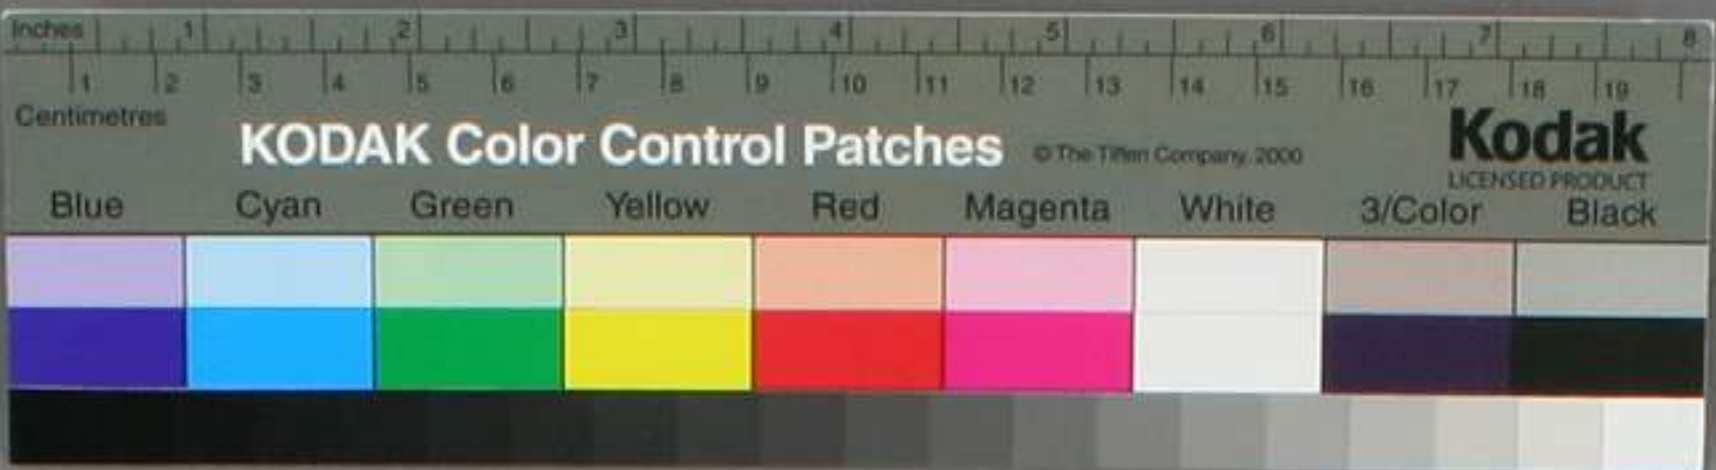 Inches 1 2 3 4 5 6 7 8
1 2 3 4 5 6 7 8 9 10 11 12 13 14 15 16 17 18 19
Centimetres
KODAK Color Control Patches © The Tiffen Company, 2000 Kodak
LICENSED PRODUCT
Blue Cyan Green Yellow Red Magenta White 3/Color Black